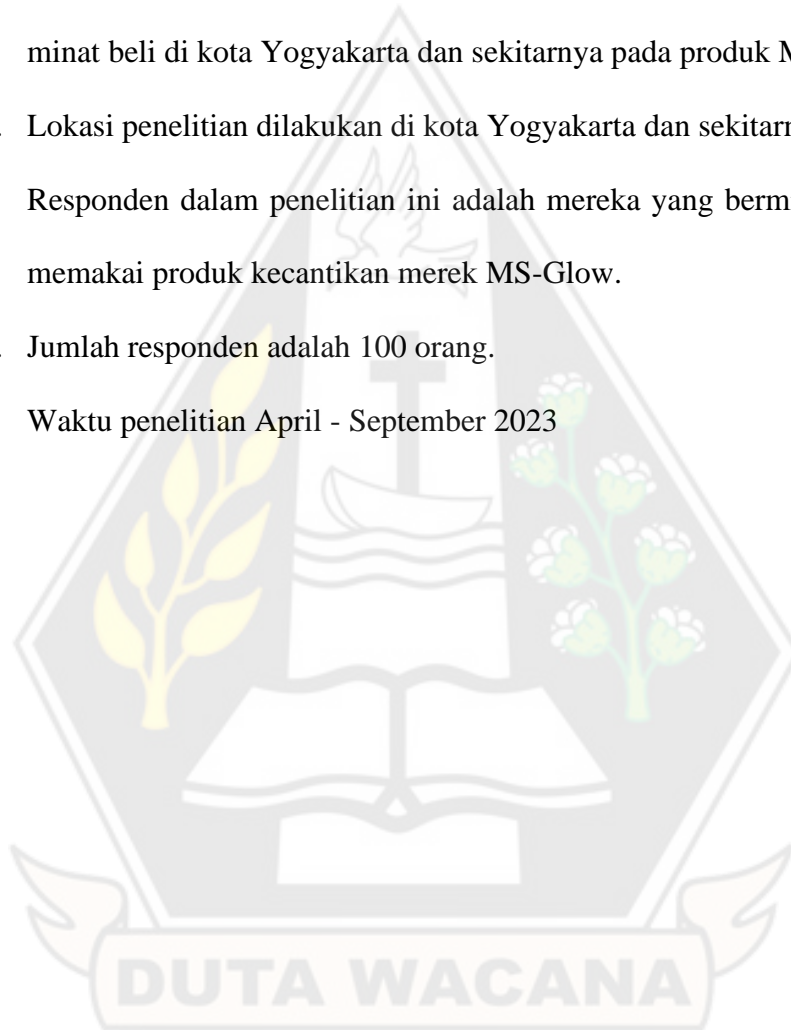 minat beli di kota Yogyakarta dan sekitarnya pada produk
. Lokasi penelitian dilakukan di kota Yogyakarta dan
Responden dalam penelitian ini adalah mereka yang
memakai produk kecantikan merek MS-Glow.
. Jumlah responden adalah 100 orang.
Waktu penelitian April - September 2023
DUTA WACANA